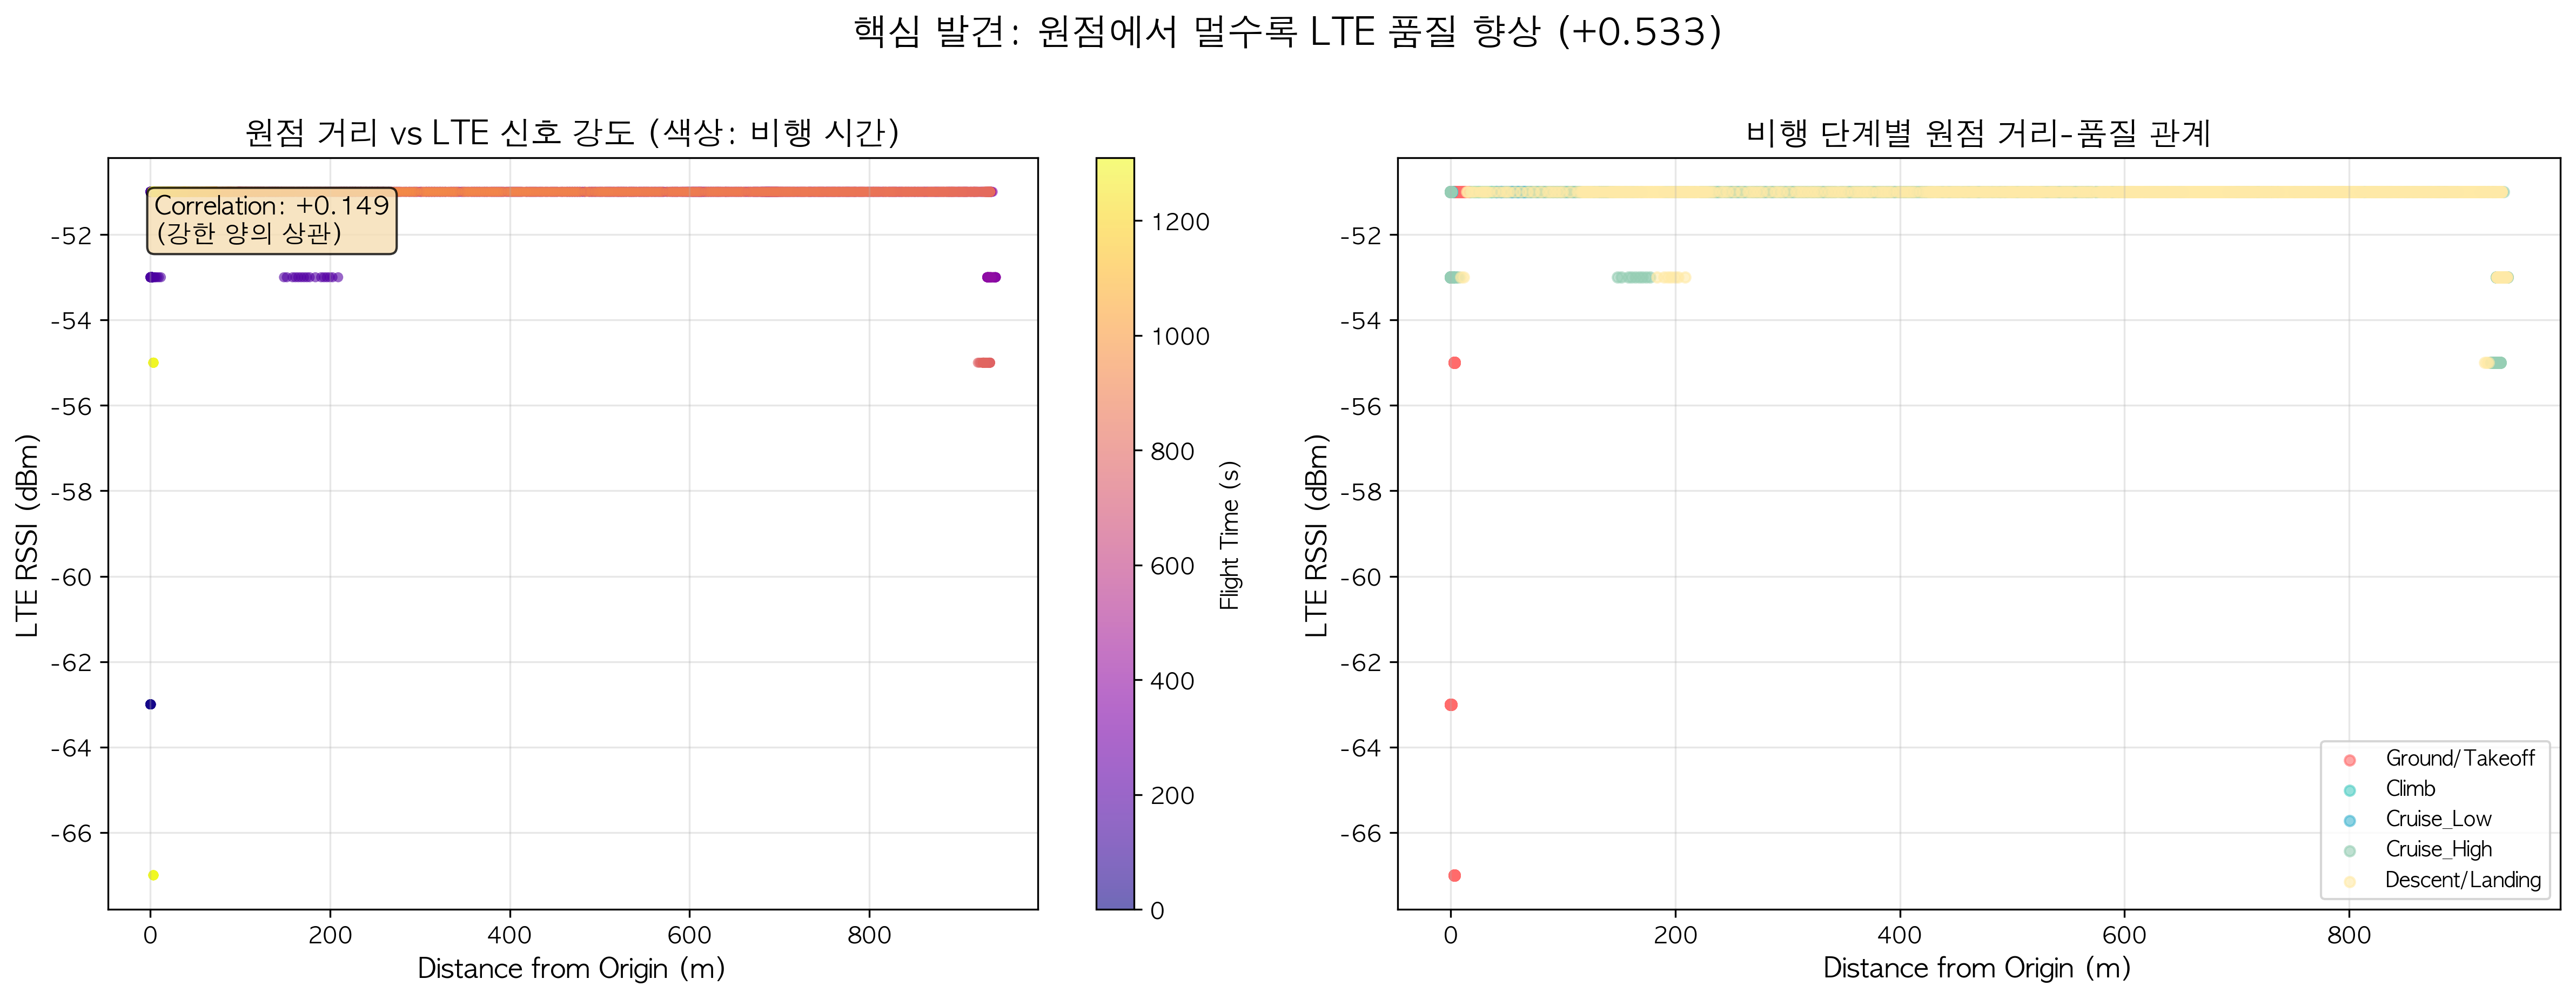 핵심 발견: 원점에서 멀수록 LTE 품질 향상 (+0.533)
원점 거리 vs LTE 신호 강도 (색상: 비행 시간)
Correlation: +0.149
(강한 양의 상관)
-52
-54
-56
-58
-60
-62
-64
-66
LTE RSSI (dBm)
0
200
400
600
800
Distance from Origin (m)
1200
1000
800
600
400
200
0
Flight Time (s)
비행 단계별 원점 거리-품질 관계
-52
-54
-56
-58
-60
-62
-64
-66
LTE RSSI (dBm)
0
200
400
600
800
Distance from Origin (m)
Ground/Takeoff
Climb
Cruise_Low
Cruise_High
Descent/Landing